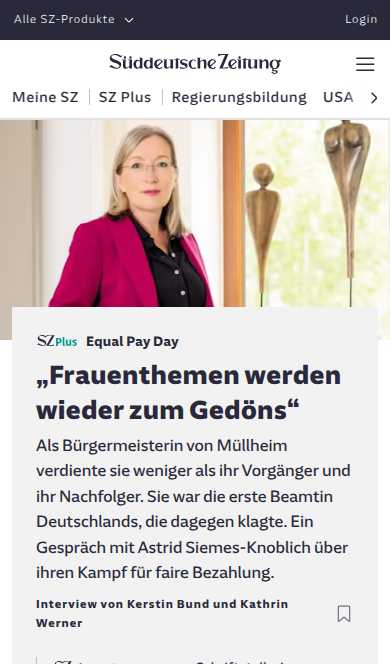 Alle SZ-Produkte
Login
Süddeutsche Zeitung
Meine SZ
SZ Plus
Regierungsbildung
USA
SZ Plus Equal Pay Day
„Frauenthemen werden
wieder zum Gedöns“
Als Bürgermeisterin von Müllheim
verdiente sie weniger als ihr Vorgänger und
ihr Nachfolger. Sie war die erste Beamtin
Deutschlands, die dagegen klagte. Ein
Gespräch mit Astrid Siemes-Knoblich über
ihren Kampf für faire Bezahlung.
Interview von Kerstin Bund und Kathrin
Werner